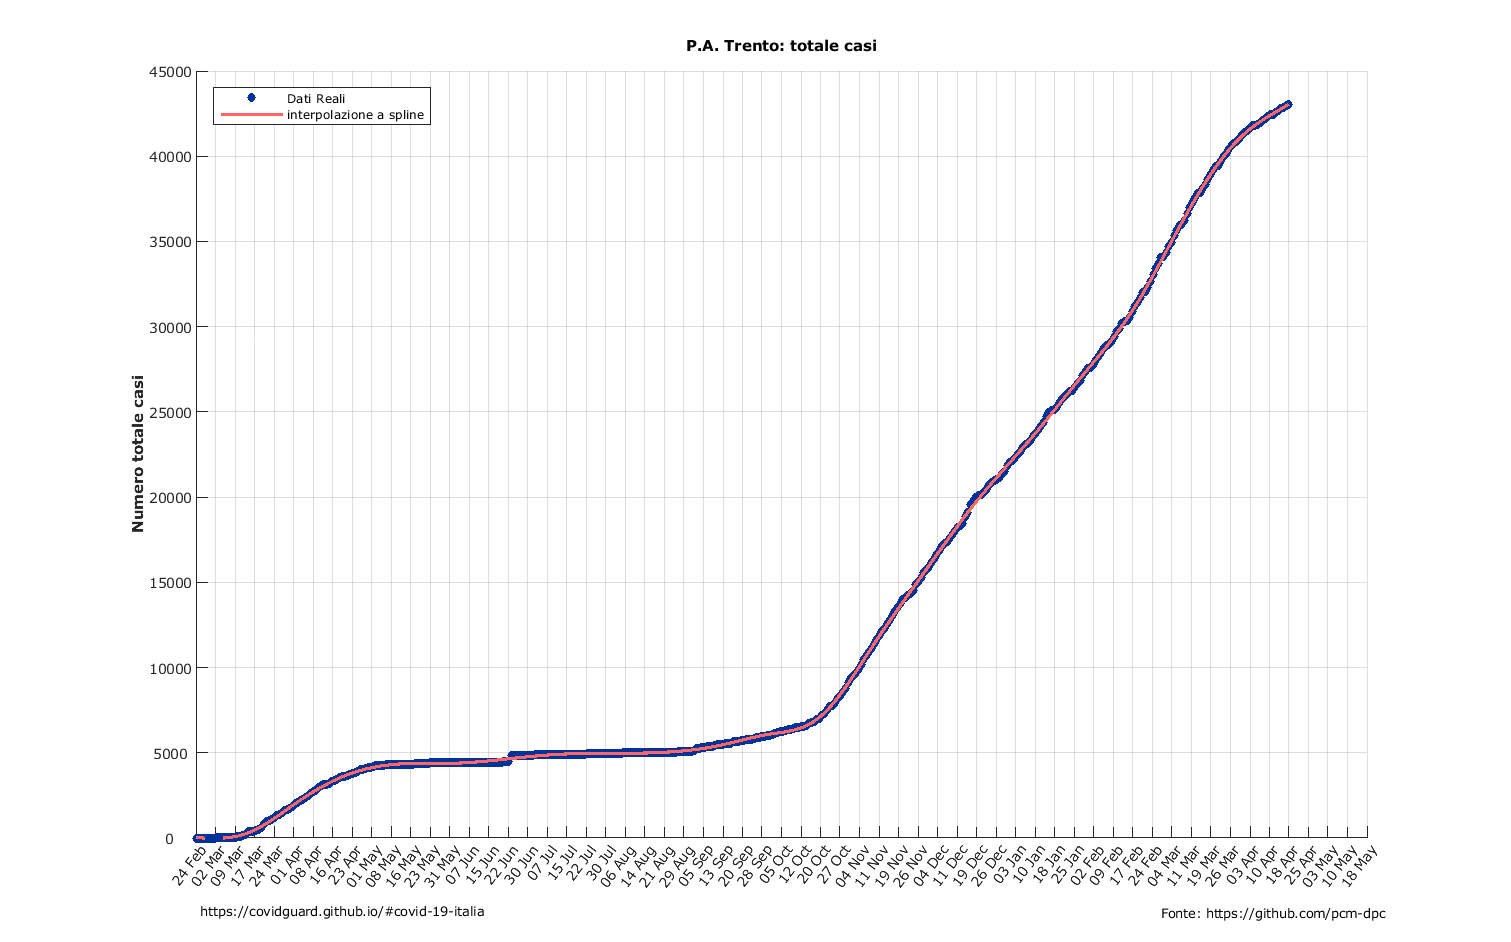 P.A. Trento: totale casi
Dati Reali
interpolazione a spline
Numero totale casi
45000
40000
35000
30000
25000
20000
15000
10000
5000
0
24 Feb
02 Mar
09 Mar
17 Mar
24 Mar
01 Apr
08 Apr
16 Apr
23 Apr
01 May
08 May
16 May
23 May
31 May
07 Jun
15 Jun
22 Jun
30 Jul
07 Jul
15 Jul
22 Jul
30 Jul
06 Aug
14 Aug
21 Aug
29 Aug
05 Sep
13 Sep
20 Sep
28 Oct
05 Oct
12 Oct
20 Oct
27 Oct
04 Nov
11 Nov
19 Nov
26 Dec
04 Dec
11 Dec
19 Dec
26 Dec
03 Jan
10 Jan
18 Jan
25 Jan
02 Feb
09 Feb
17 Feb
24 Mar
04 Mar
11 Mar
19 Mar
26 Mar
03 Apr
10 Apr
18 Apr
25 Apr
03 May
10 May
18 May
https://covidguard.github.io/#covid-19-italia
Fonte: https://github.com/pcm-dpc